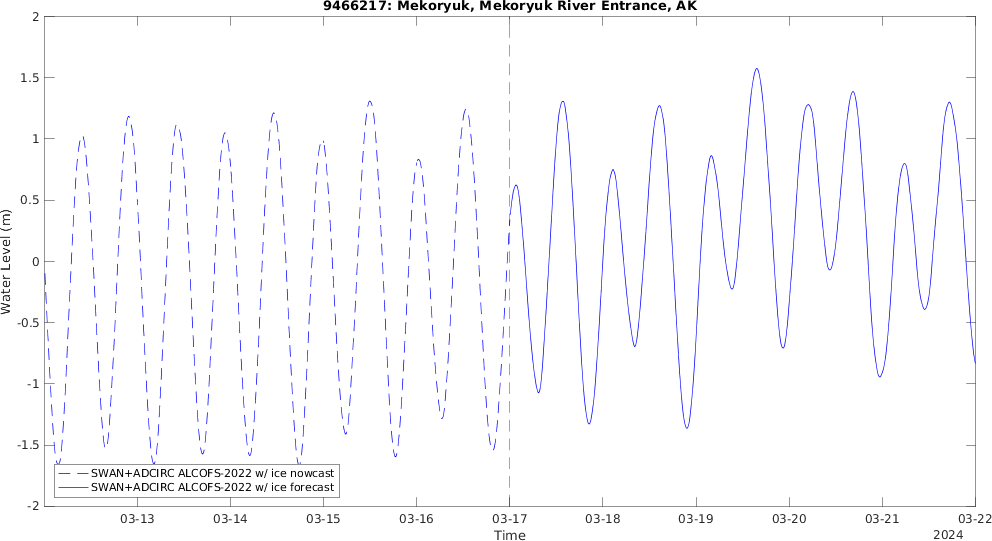 9466217: Mekoryuk, Mekoryuk River Entrance, AK
2
1.5
1
0.5
0
-0.5
-1
-1.5
-2
Water Level (m)
SWAN+ADCIRC ALCOFS-2022 w/ ice nowcast
SWAN+ADCIRC ALCOFS-2022 w/ ice forecast
03-13 03-14 03-15 03-16 03-17 03-18 03-19 03-20 03-21 03-22
Time
2024